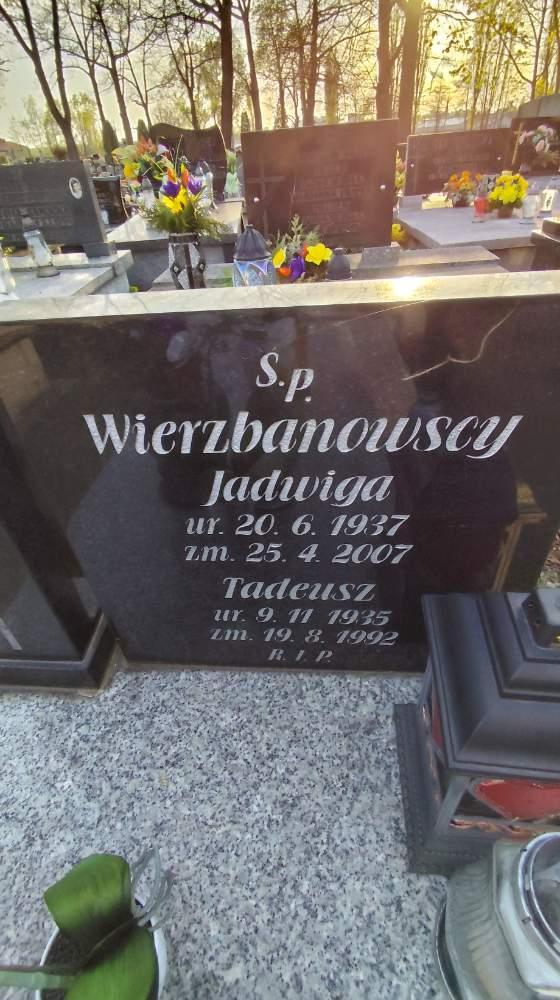 Ś.p.
Wierzbanowscy
Jadwiga
ur. 20. 6. 1937
zm. 25. 4. 2007
Tadeusz
ur. 9. 11 1935
zm. 19. 8. 1992
R. I. P.